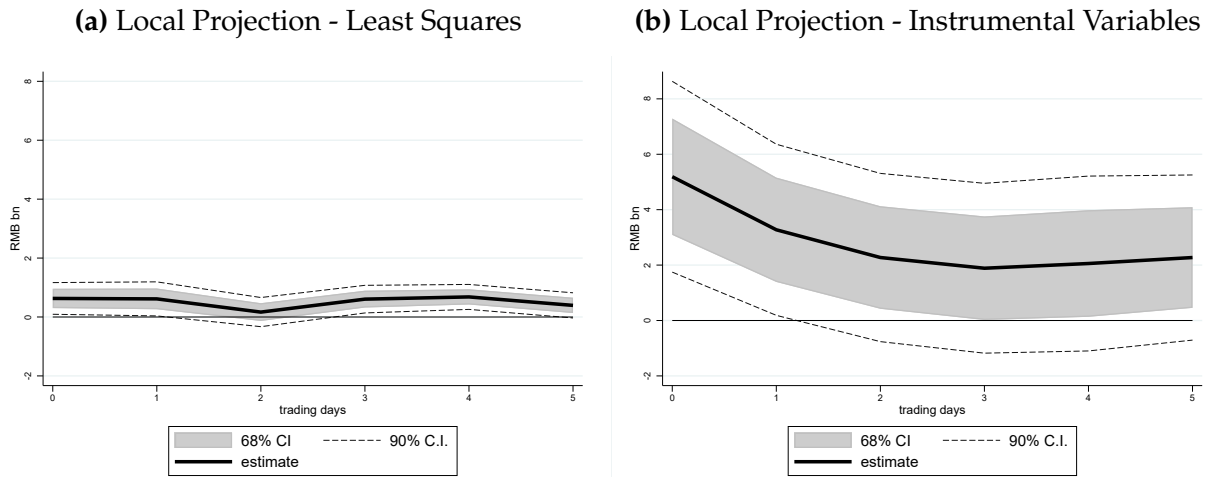 (a) Local Projection - Least Squares
8
6
4
2
0
-2
RMB bn
0 1 2 3 4 5
trading days
68% CI 90% C.I.
estimate
(b) Local Projection - Instrumental Variables
8
6
4
2
0
-2
RMB bn
0 1 2 3 4 5
trading days
68% CI 90% C.I.
estimate